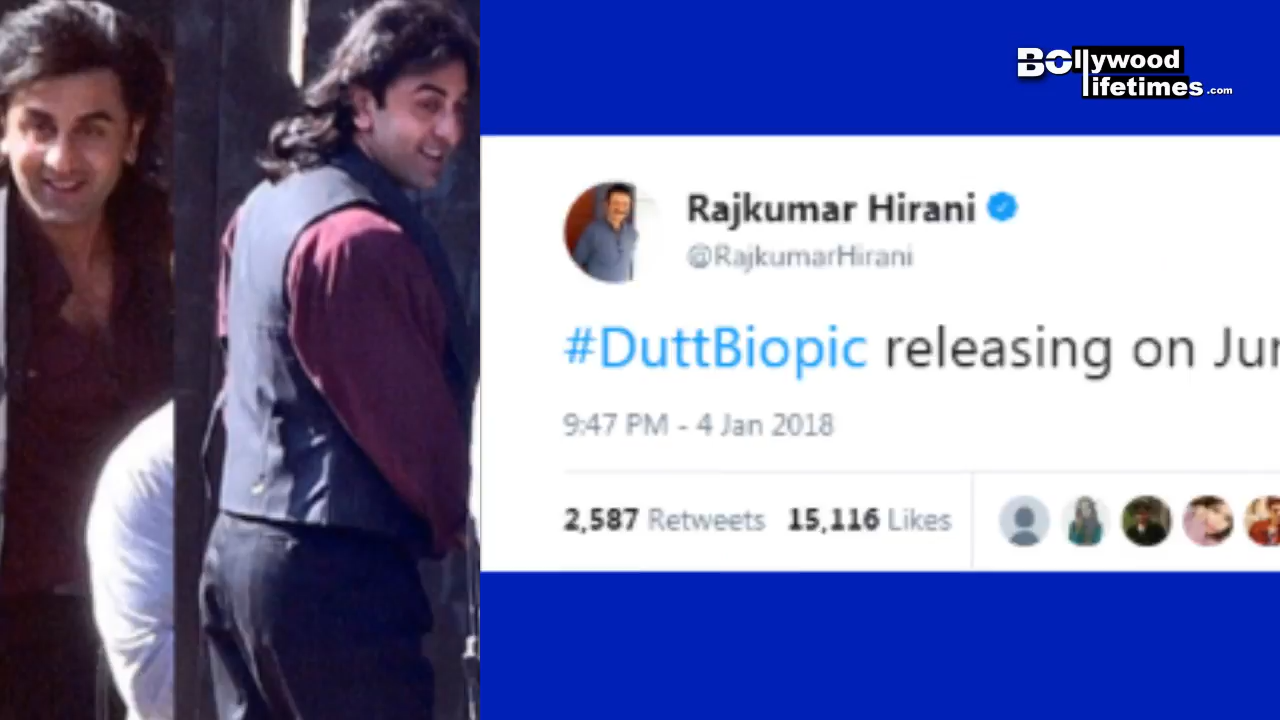 BOllywood
lifetimes.com
Rajkumar Hirani
@RajkumarHirani
#DuttBiopic releasing on Jun
9:47 PM - 4 Jan 2018
2,587 Retweets 15,116 Likes